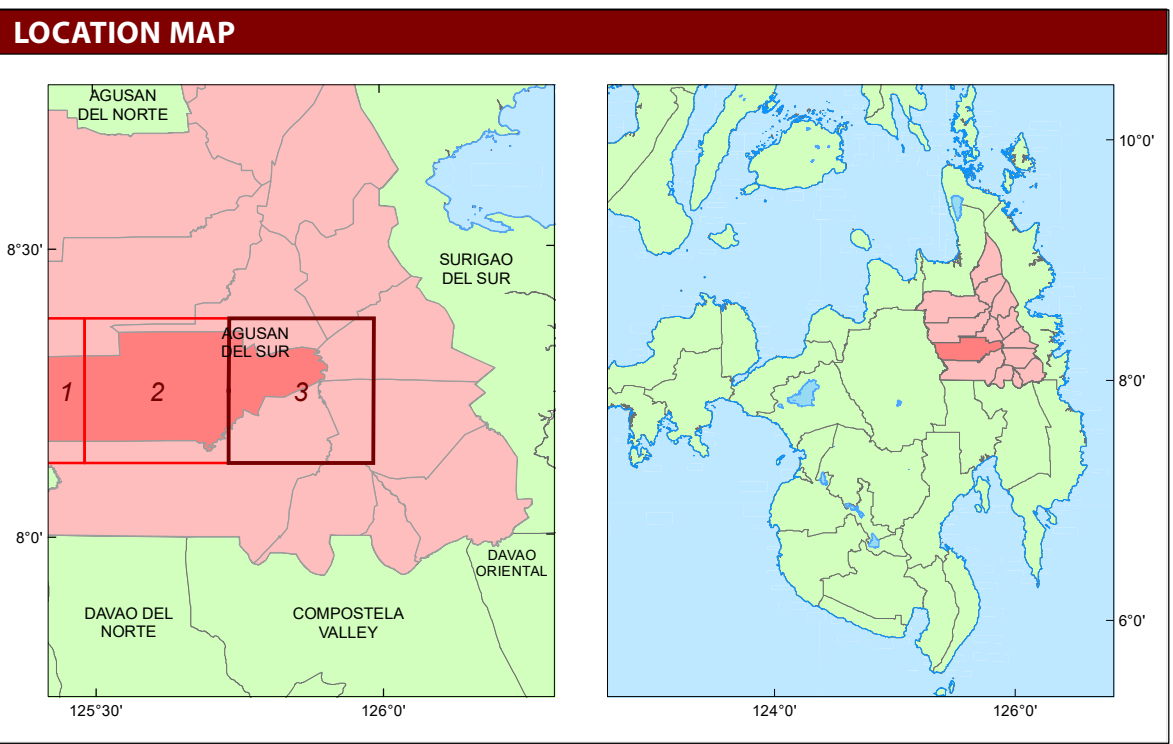 LOCATION MAP
AGUSAN
DEL NORTE
8°30'
SURIGAO
DEL SUR
AGUSAN
DEL SUR
1
2
3
8°0'
DAVAO
ORIENTAL
DAVAO DEL
NORTE
COMPOSTELA
VALLEY
125°30'
126°0'
10°0'
8°0'
6°0'
124°0'
126°0'